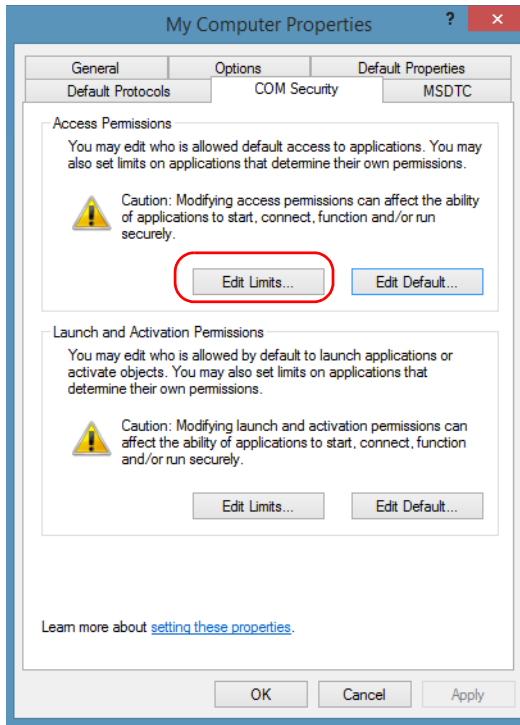 My Computer Properties
?
×
General Options Default Properties
Default Protocols COM Security MSDTC
Access Permissions
You may edit who is allowed default access to applications. You may
also set limits on applications that determine their own permissions.
Caution: Modifying access permissions can affect the ability
of applications to start, connect, function and/or run
securely.
Edit Limits... Edit Default...
Launch and Activation Permissions
You may edit who is allowed by default to launch applications or
activate objects. You may also set limits on applications that
determine their own permissions.
Caution: Modifying launch and activation permissions can
affect the ability of applications to start, connect, function
and/or run securely.
Edit Limits... Edit Default...
Learn more about setting these properties.
OK Cancel Apply